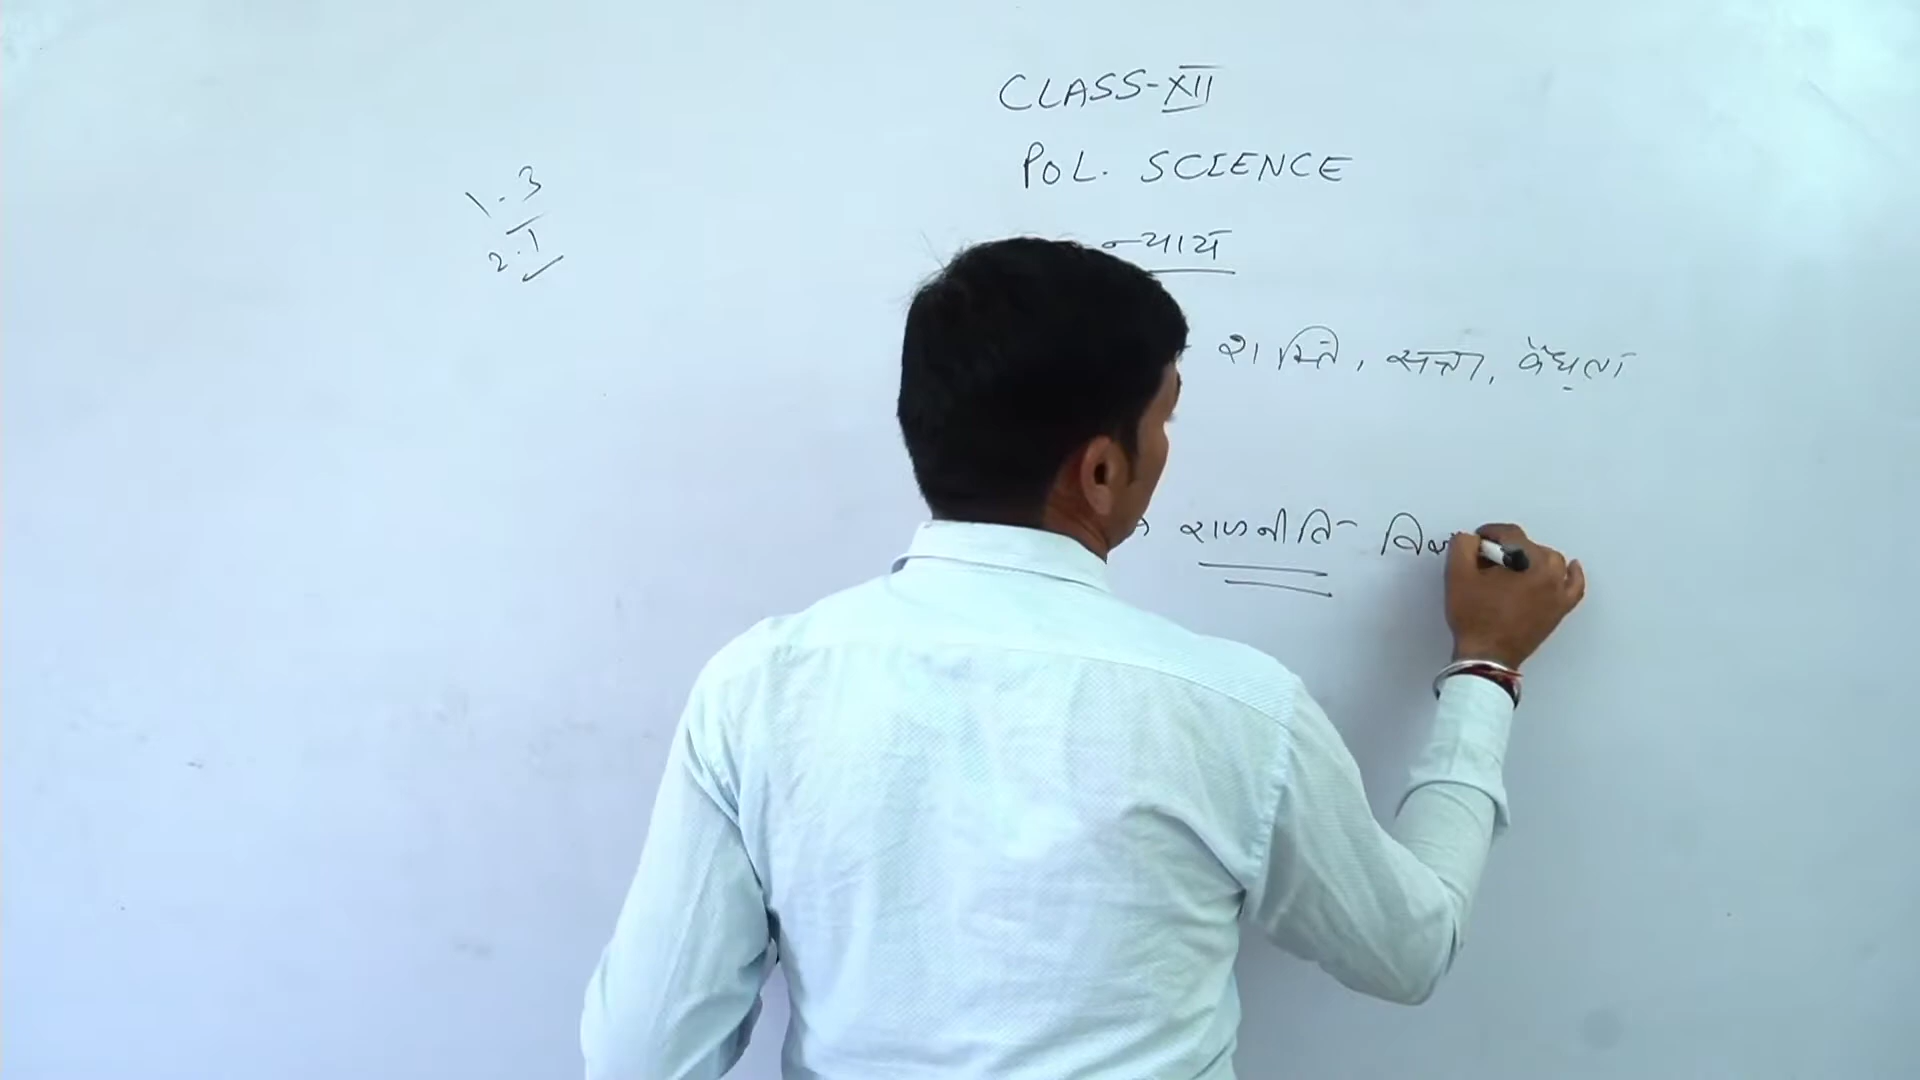 1.3
2.1
CLASS-XII
POL. SCIENCE
न्याय
शक्ति, सत्ता, वैधता
राजनीति